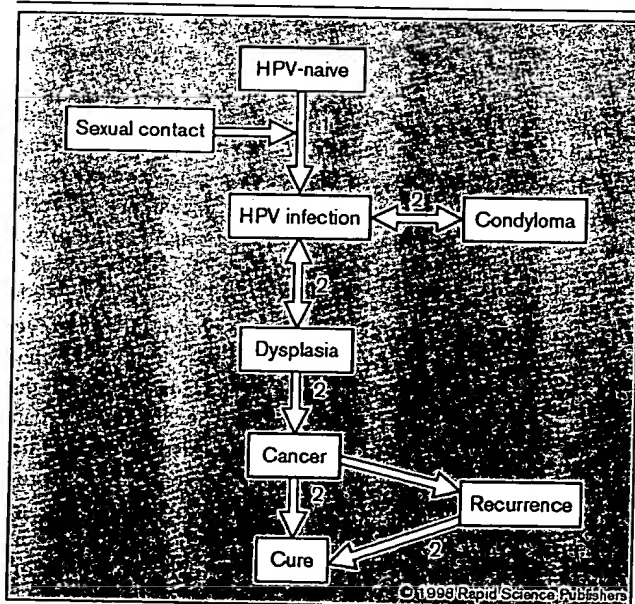 HPV-naive
1
Sexual contact
HPV infection
2
Condyloma
2
Dysplasia
2
Cancer
2
Recurrence
2
Cure
© 1998 Rapid Science Publishers